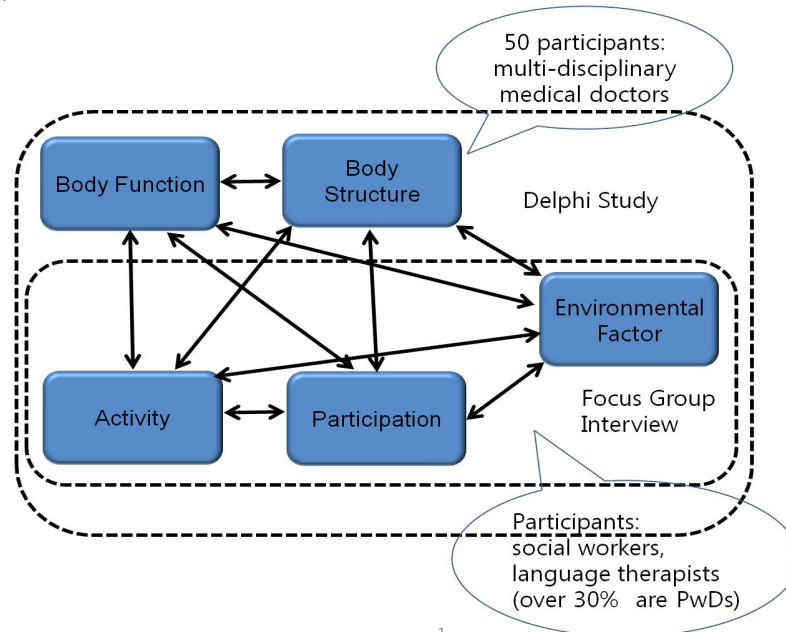 50 participants:
multi-disciplinary
medical doctors
Body Function
Body
Structure
Delphi Study
Environmental
Factor
Activity
Participation
Focus Group
Interview
Participants:
social workers,
language therapists
(over 30% are PwDs)
1